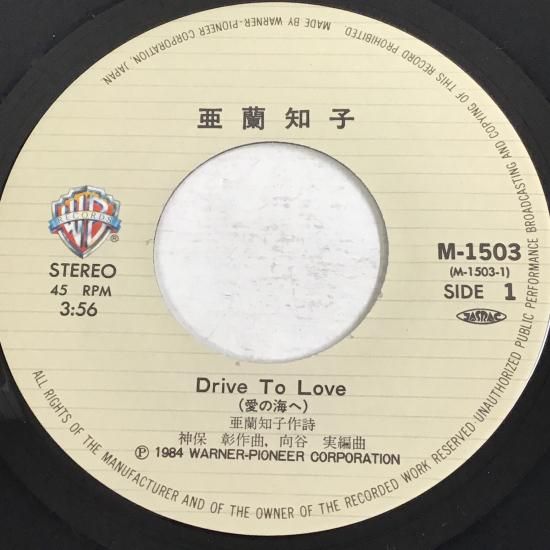 亜蘭知子
WB
RECORDS
®
STEREO
45 RPM
3:56
M-1503
(M-1503-1)
SIDE 1
JASRAC
Drive To Love
(愛の海へ)
亜蘭知子作詩
神保 彰作曲, 向谷 実編曲
Ⓟ 1984 WARNER-PIONEER CORPORATION
ALL RIGHTS OF THE MANUFACTURER AND OF THE OWNER OF THE RECORDED WORK RESERVED UNAUTHORIZED PUBLIC PERFORMANCE BROADCASTING AND COPYING OF THIS RECORD PROHIBITED
MADE BY WARNER-PIONEER CORPORATION, JAPAN.